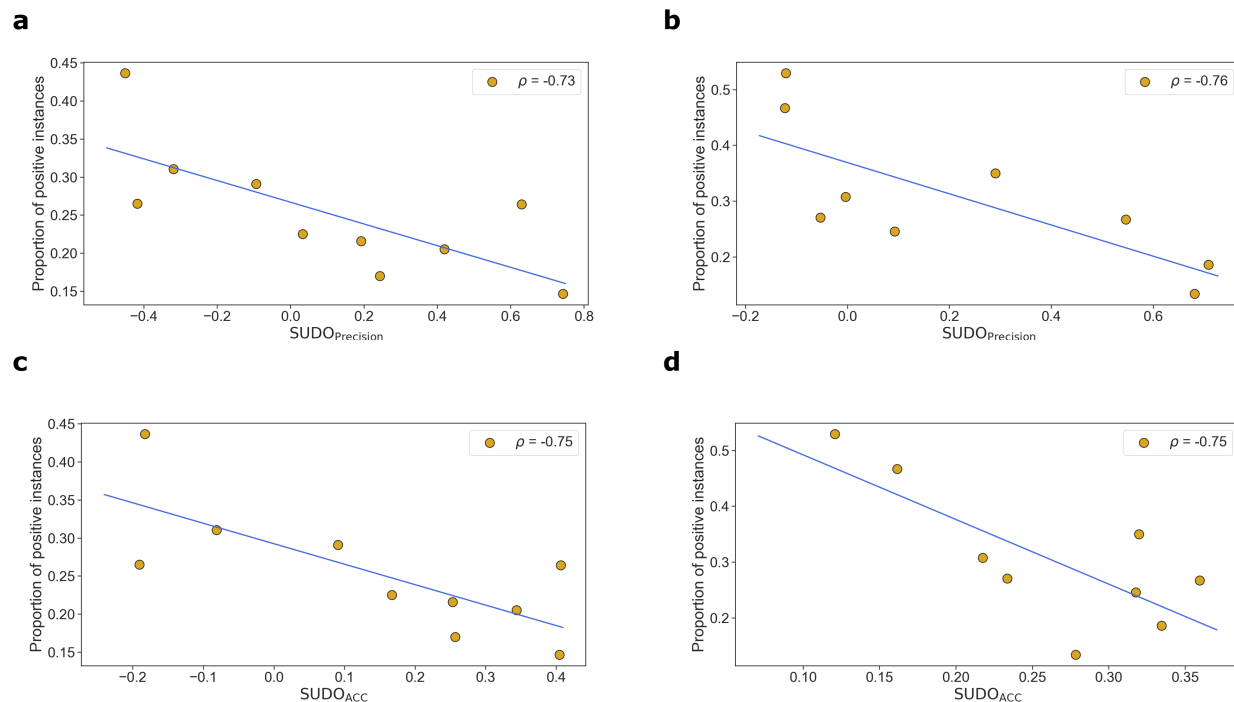 a
ρ = -0.73
Proportion of positive instances
0.45
0.40
0.35
0.30
0.25
0.20
0.15
−0.4 −0.2 0.0 0.2 0.4 0.6 0.8
SUDOPrecision
b
ρ = -0.76
Proportion of positive instances
0.5
0.4
0.3
0.2
−0.2 0.0 0.2 0.4 0.6
SUDOPrecision
c
ρ = -0.75
Proportion of positive instances
0.45
0.40
0.35
0.30
0.25
0.20
0.15
−0.2 −0.1 0.0 0.1 0.2 0.3 0.4
SUDOACC
d
ρ = -0.75
Proportion of positive instances
0.5
0.4
0.3
0.2
0.10 0.15 0.20 0.25 0.30 0.35
SUDOACC